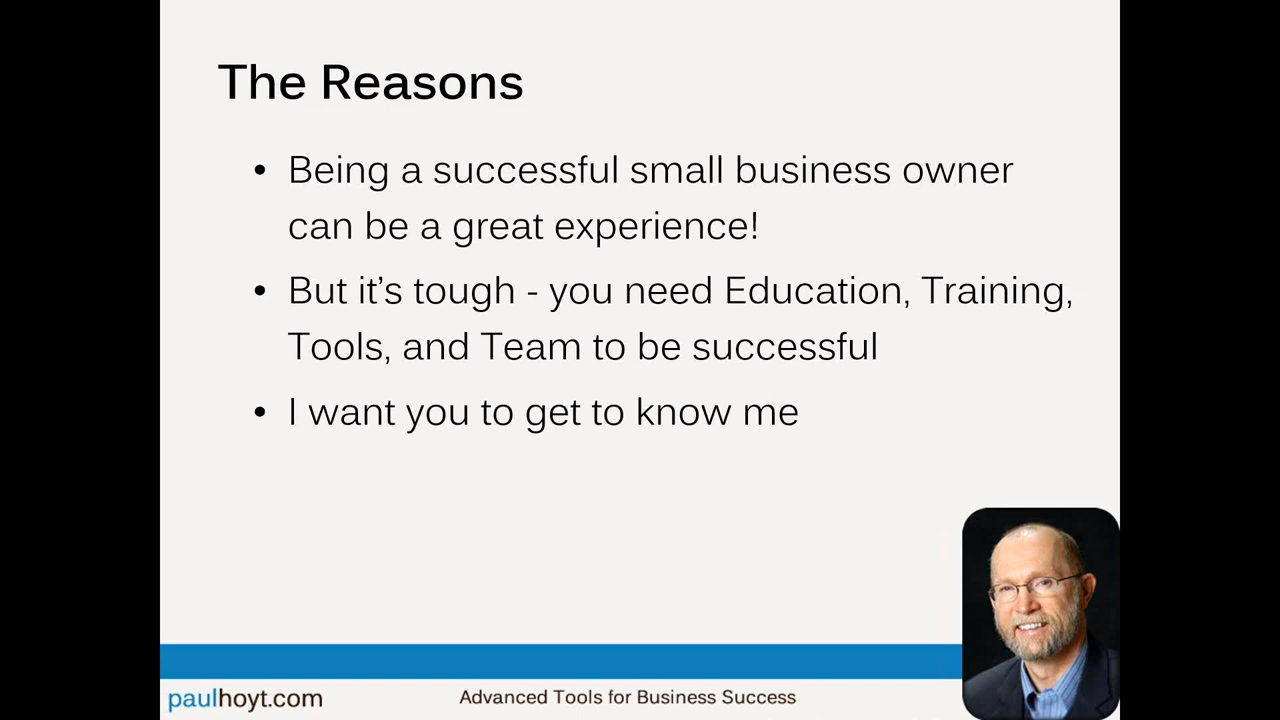 The Reasons
• Being a successful small business owner
can be a great experience!
• But it’s tough - you need Education, Training,
Tools, and Team to be successful
• I want you to get to know me
paulhoyt.com
Advanced Tools for Business Success